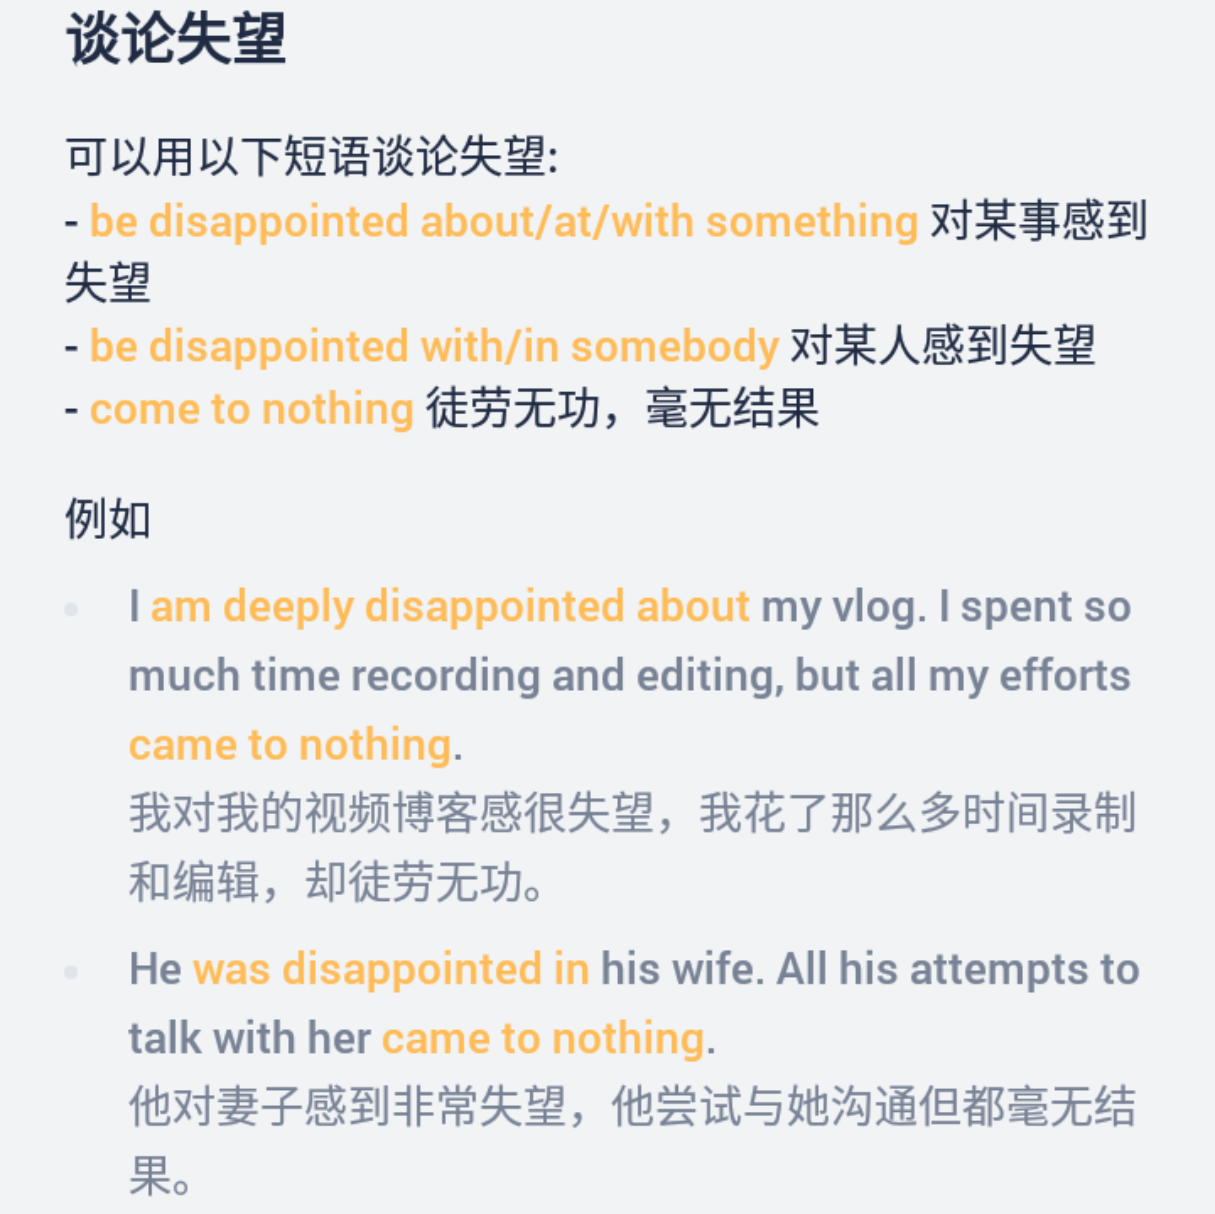 谈论失望
可以用以下短语谈论失望:
- be disappointed about/at/with something 对某事感到
失望
- be disappointed with/in somebody 对某人感到失望
- come to nothing 徒劳无功，毫无结果
例如
I am deeply disappointed about my vlog. I spent so
much time recording and editing, but all my efforts
came to nothing.
我对我的视频博客感很失望，我花了那么多时间录制
和编辑，却徒劳无功。
He was disappointed in his wife. All his attempts to
talk with her came to nothing.
他对妻子感到非常失望，他尝试与她沟通但都毫无结
果。